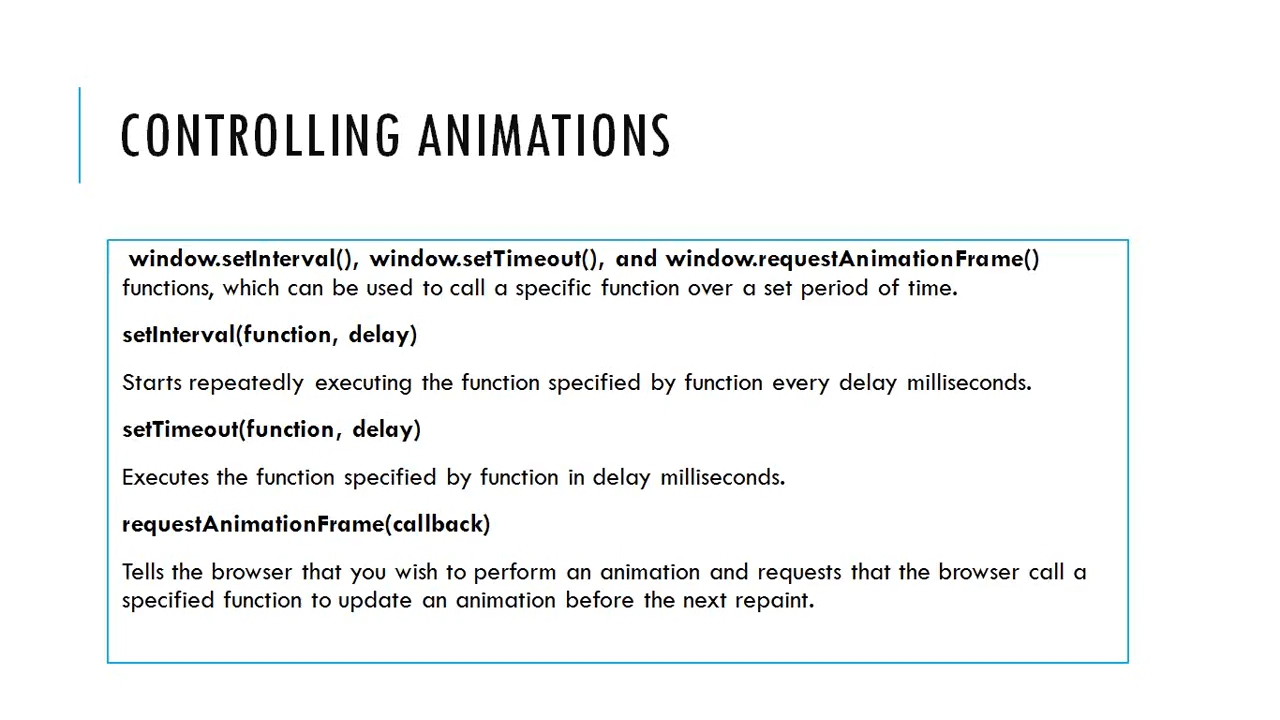 CONTROLLING ANIMATIONS
window.setInterval(), window.setTimeout(), and window.requestAnimationFrame()
functions, which can be used to call a specific function over a set period of time.
setInterval(function, delay)
Starts repeatedly executing the function specified by function every delay milliseconds.
setTimeout(function, delay)
Executes the function specified by function in delay milliseconds.
requestAnimationFrame(callback)
Tells the browser that you wish to perform an animation and requests that the browser call a
specified function to update an animation before the next repaint.